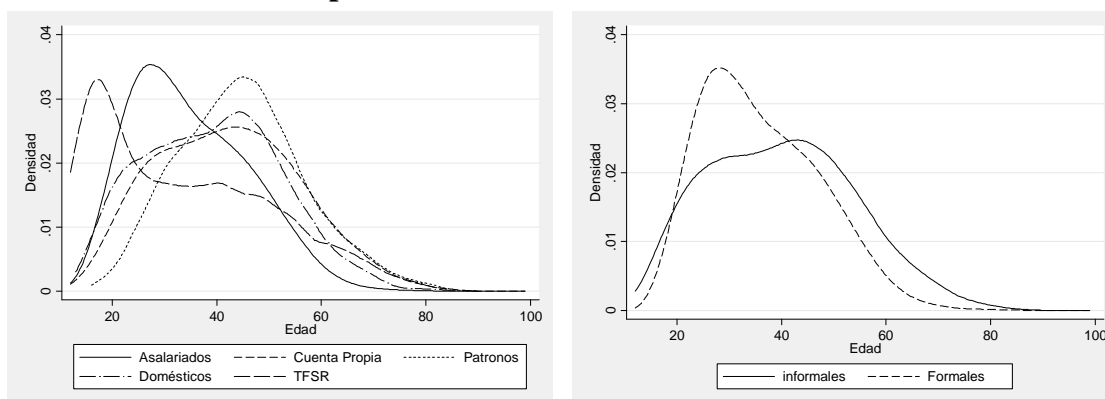 .04
.03
.02
.01
0
Densidad
20 40 60 80 100
Edad
Asalariados Cuenta Propia Patronos
Domésticos TFSR
.04
.03
.02
.01
0
Densidad
20 40 60 80 100
Edad
informales Formales